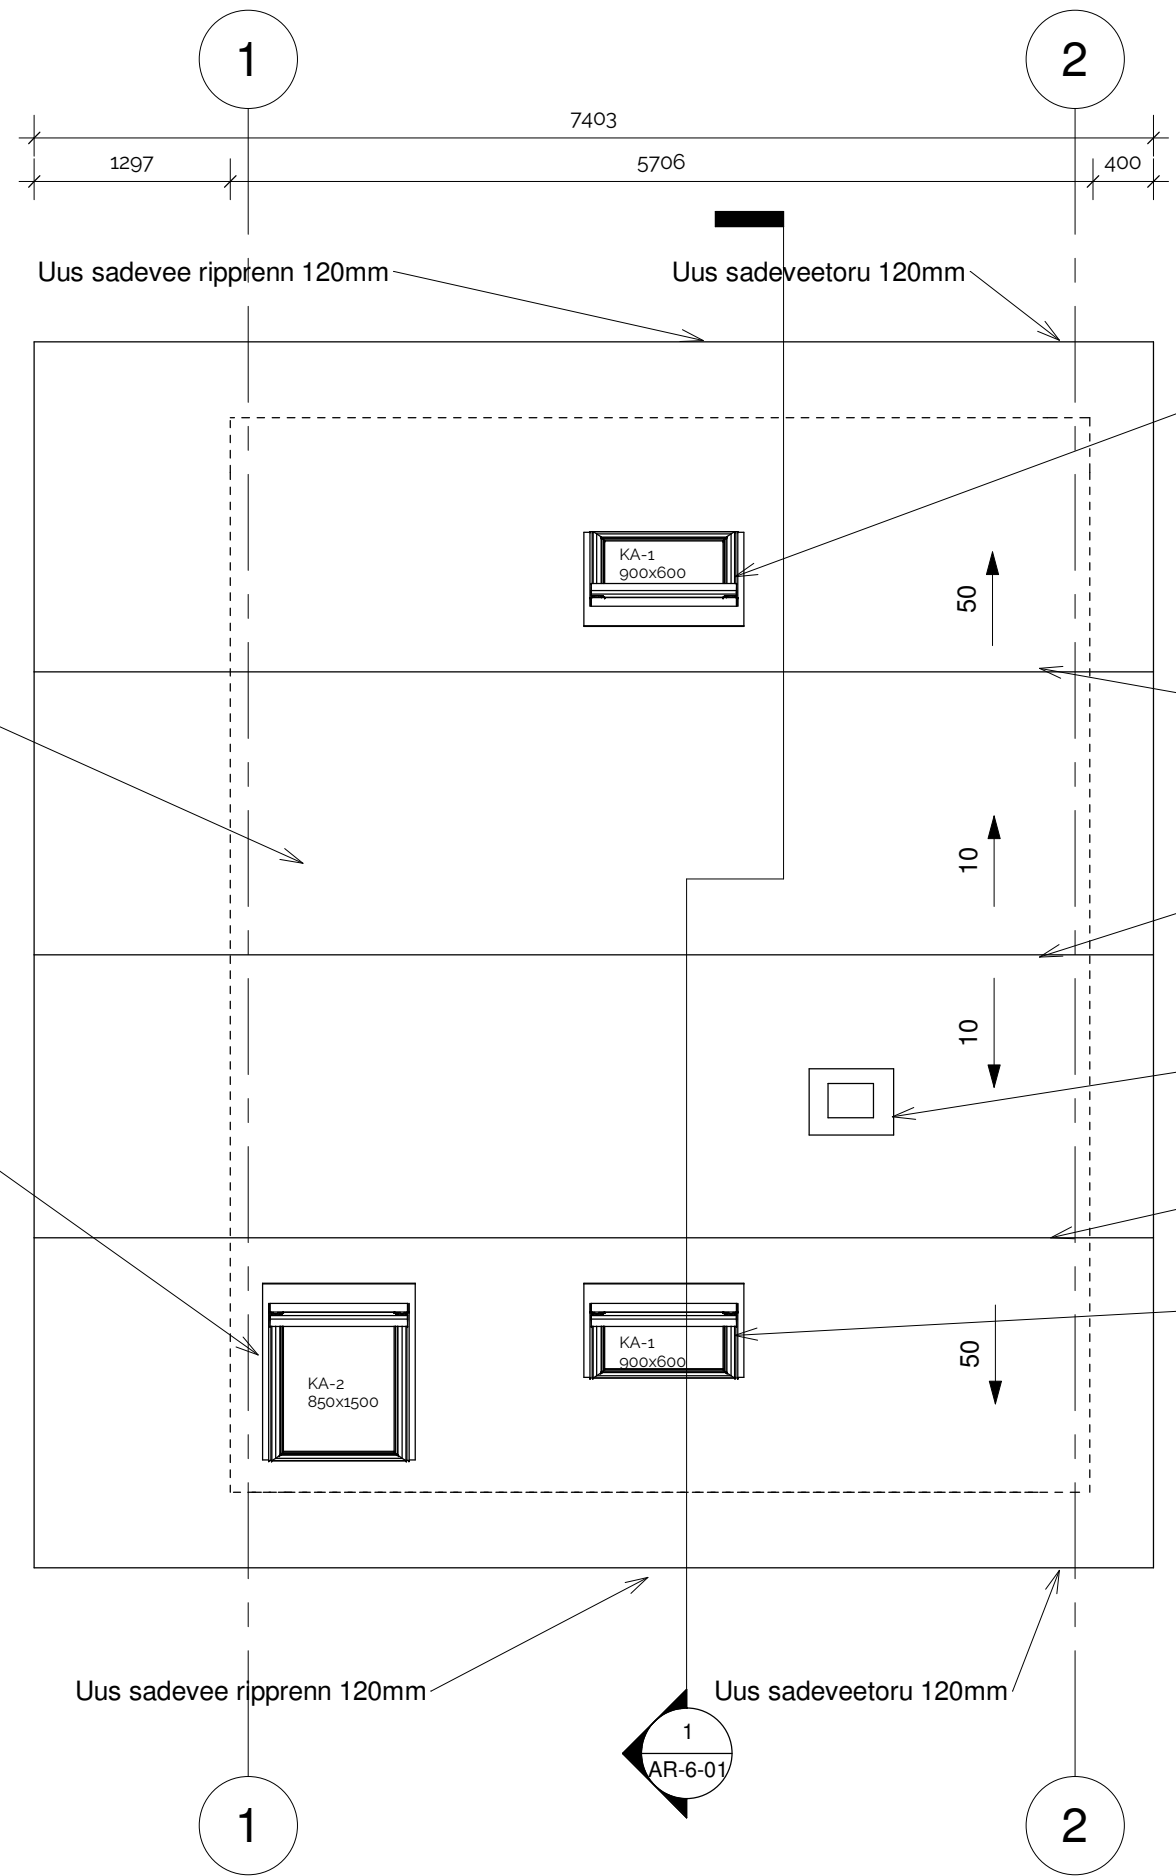 1
2
7403
1297
5706
400
Uus sadevee ripprenn 120mm
Uus sadeveetoru 120mm
KA-1
900x600
50
10
10
KA-1
900x600
50
KA-2
850x1500
Uus sadevee ripprenn 120mm
Uus sadeveetoru 120mm
1
AR-6-01
1
2